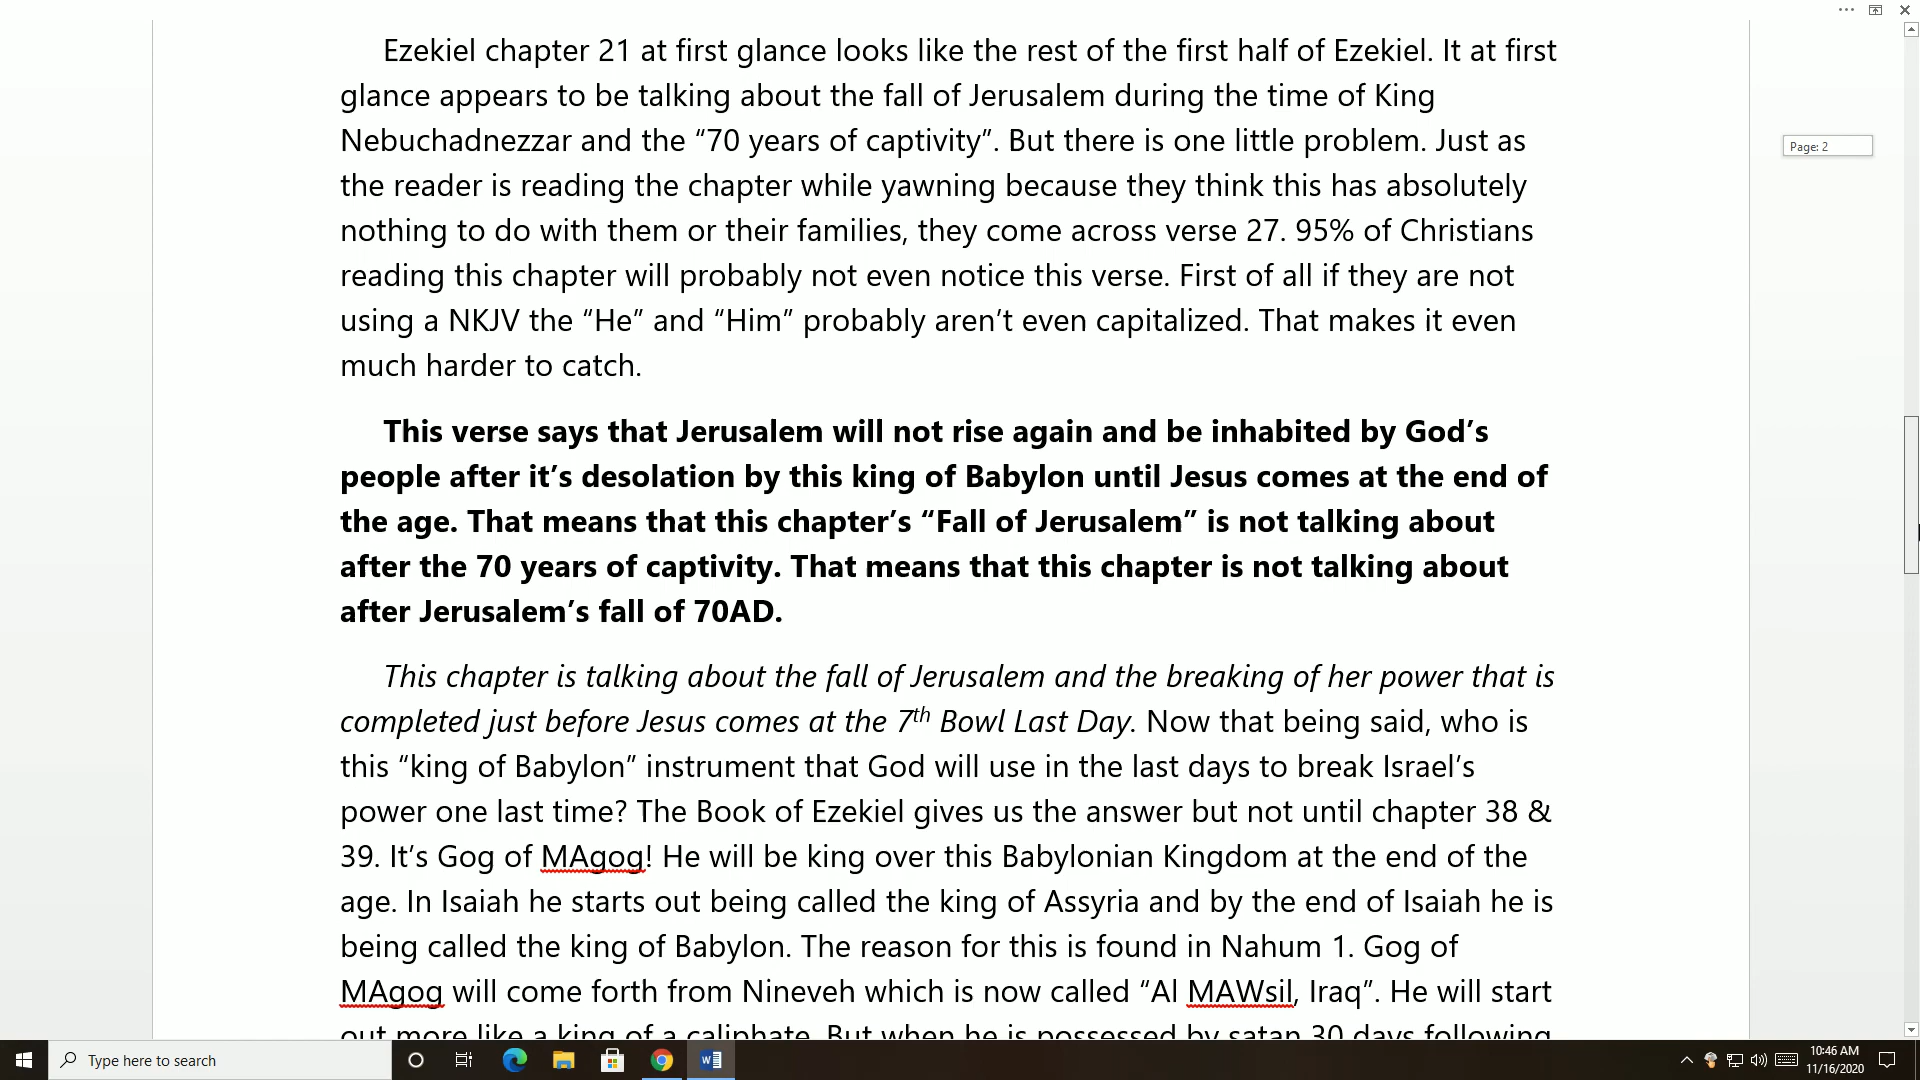 Ezekiel chapter 21 at first glance looks like the rest of the first half of Ezekiel. It at first
glance appears to be talking about the fall of Jerusalem during the time of King
Nebuchadnezzar and the “70 years of captivity”. But there is one little problem. Just as
the reader is reading the chapter while yawning because they think this has absolutely
nothing to do with them or their families, they come across verse 27. 95% of Christians
reading this chapter will probably not even notice this verse. First of all if they are not
using a NKJV the “He” and “Him” probably aren’t even capitalized. That makes it even
much harder to catch.
Page: 2
This verse says that Jerusalem will not rise again and be inhabited by God’s
people after it’s desolation by this king of Babylon until Jesus comes at the end of
the age. That means that this chapter’s “Fall of Jerusalem” is not talking about
after the 70 years of captivity. That means that this chapter is not talking about
after Jerusalem’s fall of 70AD.
This chapter is talking about the fall of Jerusalem and the breaking of her power that is
completed just before Jesus comes at the 7th Bowl Last Day. Now that being said, who is
this “king of Babylon” instrument that God will use in the last days to break Israel’s
power one last time? The Book of Ezekiel gives us the answer but not until chapter 38 &
39. It’s Gog of MAgog! He will be king over this Babylonian Kingdom at the end of the
age. In Isaiah he starts out being called the king of Assyria and by the end of Isaiah he is
being called the king of Babylon. The reason for this is found in Nahum 1. Gog of
MAgog will come forth from Nineveh which is now called “Al MAWsil, Iraq”. He will start
out more like a king of a caliphate. But when he is possessed by satan 30 days following
Type here to search
10:46 AM
11/16/2020